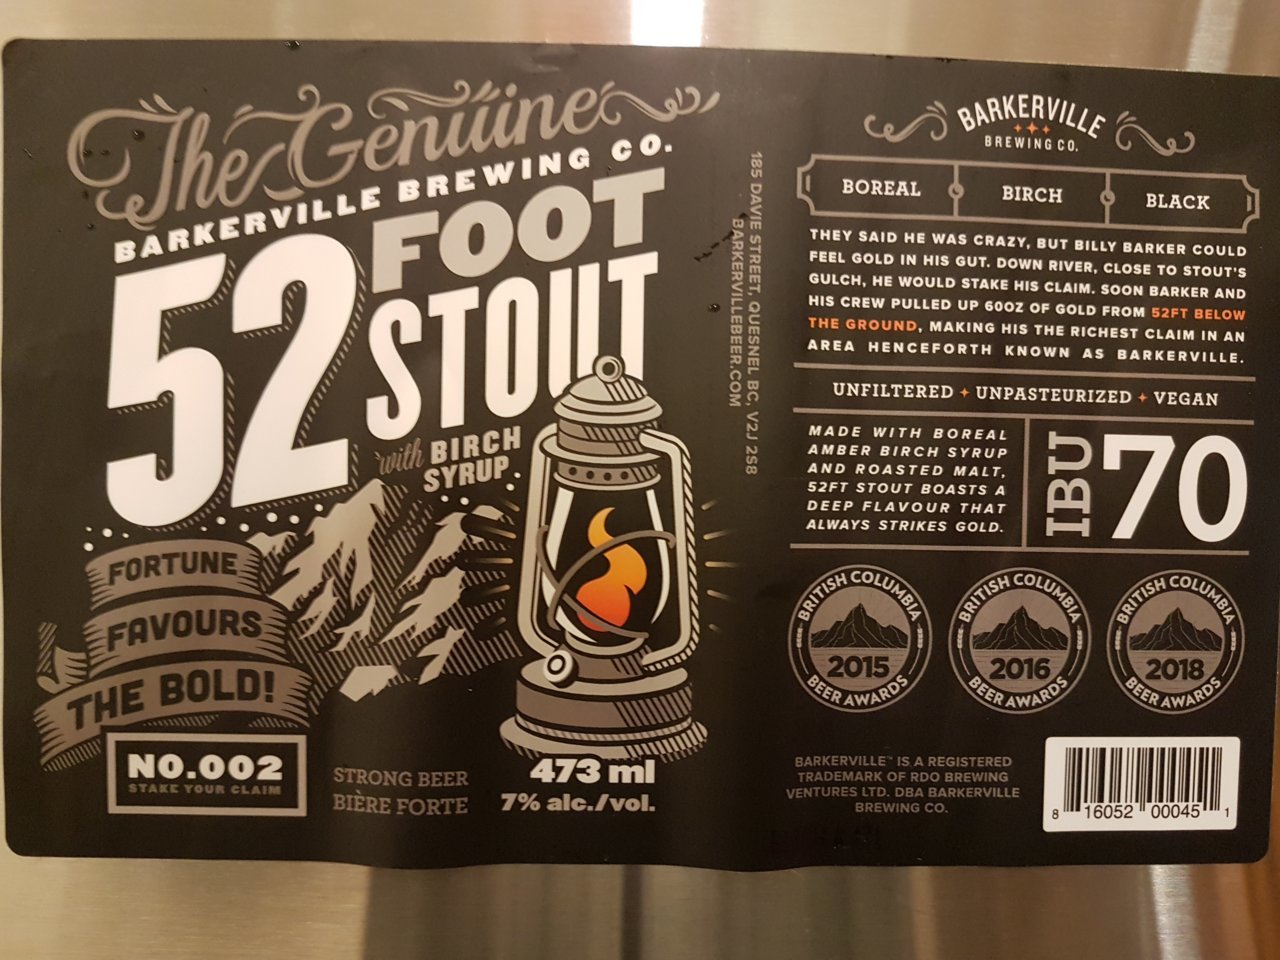 The Genuine
BARKERVILLE BREWING CO.
52 FOOT
STOUT
with BIRCH
SYRUP
FORTUNE
FAVOURS
THE BOLD!
NO.002
STAKE YOUR CLAIM
STRONG BEER
BIÈRE FORTE
473 ml
7% alc./vol.
185 DAVIE STREET, QUESNEL BC, V2J 2S8
BARKERVILLEBEER.COM
BARKERVILLE
BREWING CO.
BOREAL BIRCH BLACK
THEY SAID HE WAS CRAZY, BUT BILLY BARKER COULD
FEEL GOLD IN HIS GUT. DOWN RIVER, CLOSE TO STOUT'S
GULCH, HE WOULD STAKE HIS CLAIM. SOON BARKER AND
HIS CREW PULLED UP 60OZ OF GOLD FROM 52FT BELOW
THE GROUND, MAKING HIS THE RICHEST CLAIM IN AN
AREA HENCEFORTH KNOWN AS BARKERVILLE.
UNFILTERED + UNPASTEURIZED + VEGAN
MADE WITH BOREAL
AMBER BIRCH SYRUP
AND ROASTED MALT,
52FT STOUT BOASTS A
DEEP FLAVOUR THAT
ALWAYS STRIKES GOLD.
IBU 70
BRITISH COLUMBIA
2015
BEER AWARDS
BRITISH COLUMBIA
2016
BEER AWARDS
BRITISH COLUMBIA
2018
BEER AWARDS
BARKERVILLE™ IS A REGISTERED
TRADEMARK OF RDO BREWING
VENTURES LTD. DBA BARKERVILLE
BREWING CO.
8 16052 00045 1